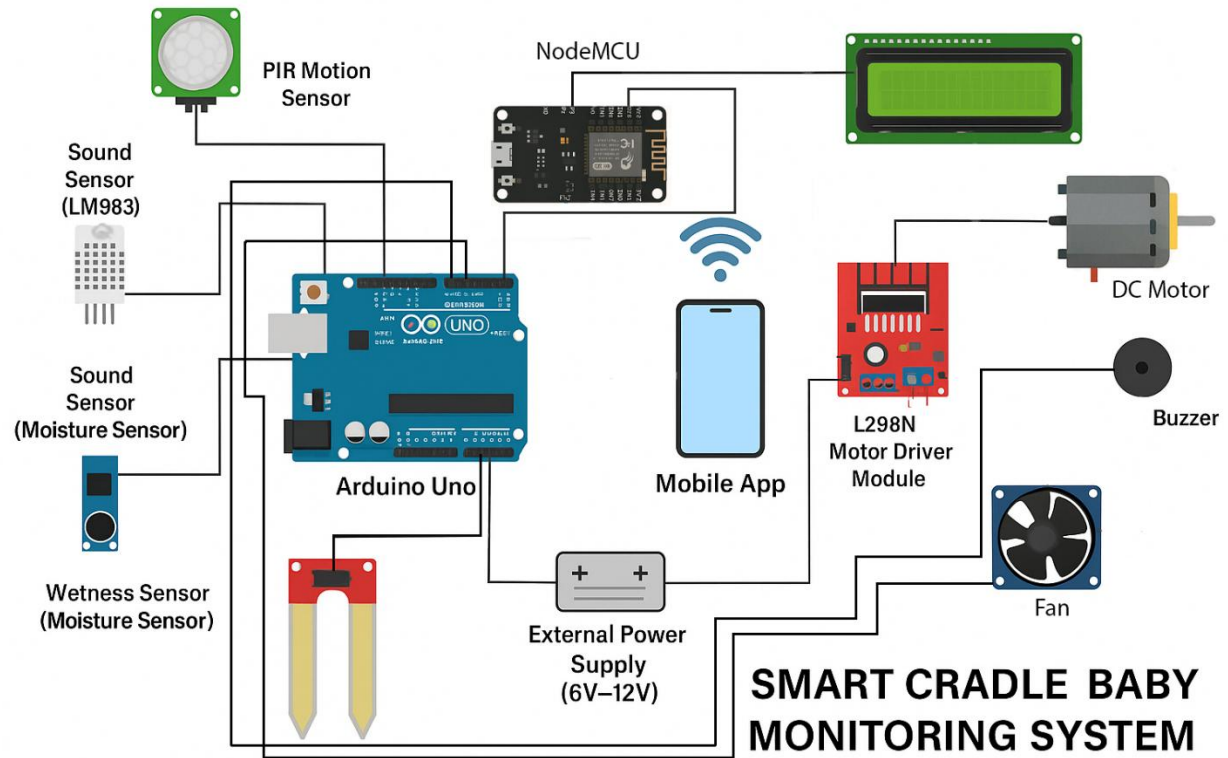 PIR Motion
Sensor
NodeMCU
Sound
Sensor
(LM983)
DC Motor
UNO
Sound
Sensor
(Moisture Sensor)
Arduino Uno
Mobile App
L298N
Motor Driver
Module
Buzzer
Wetness Sensor
(Moisture Sensor)
External Power
Supply
(6V–12V)
Fan
SMART CRADLE BABY
MONITORING SYSTEM